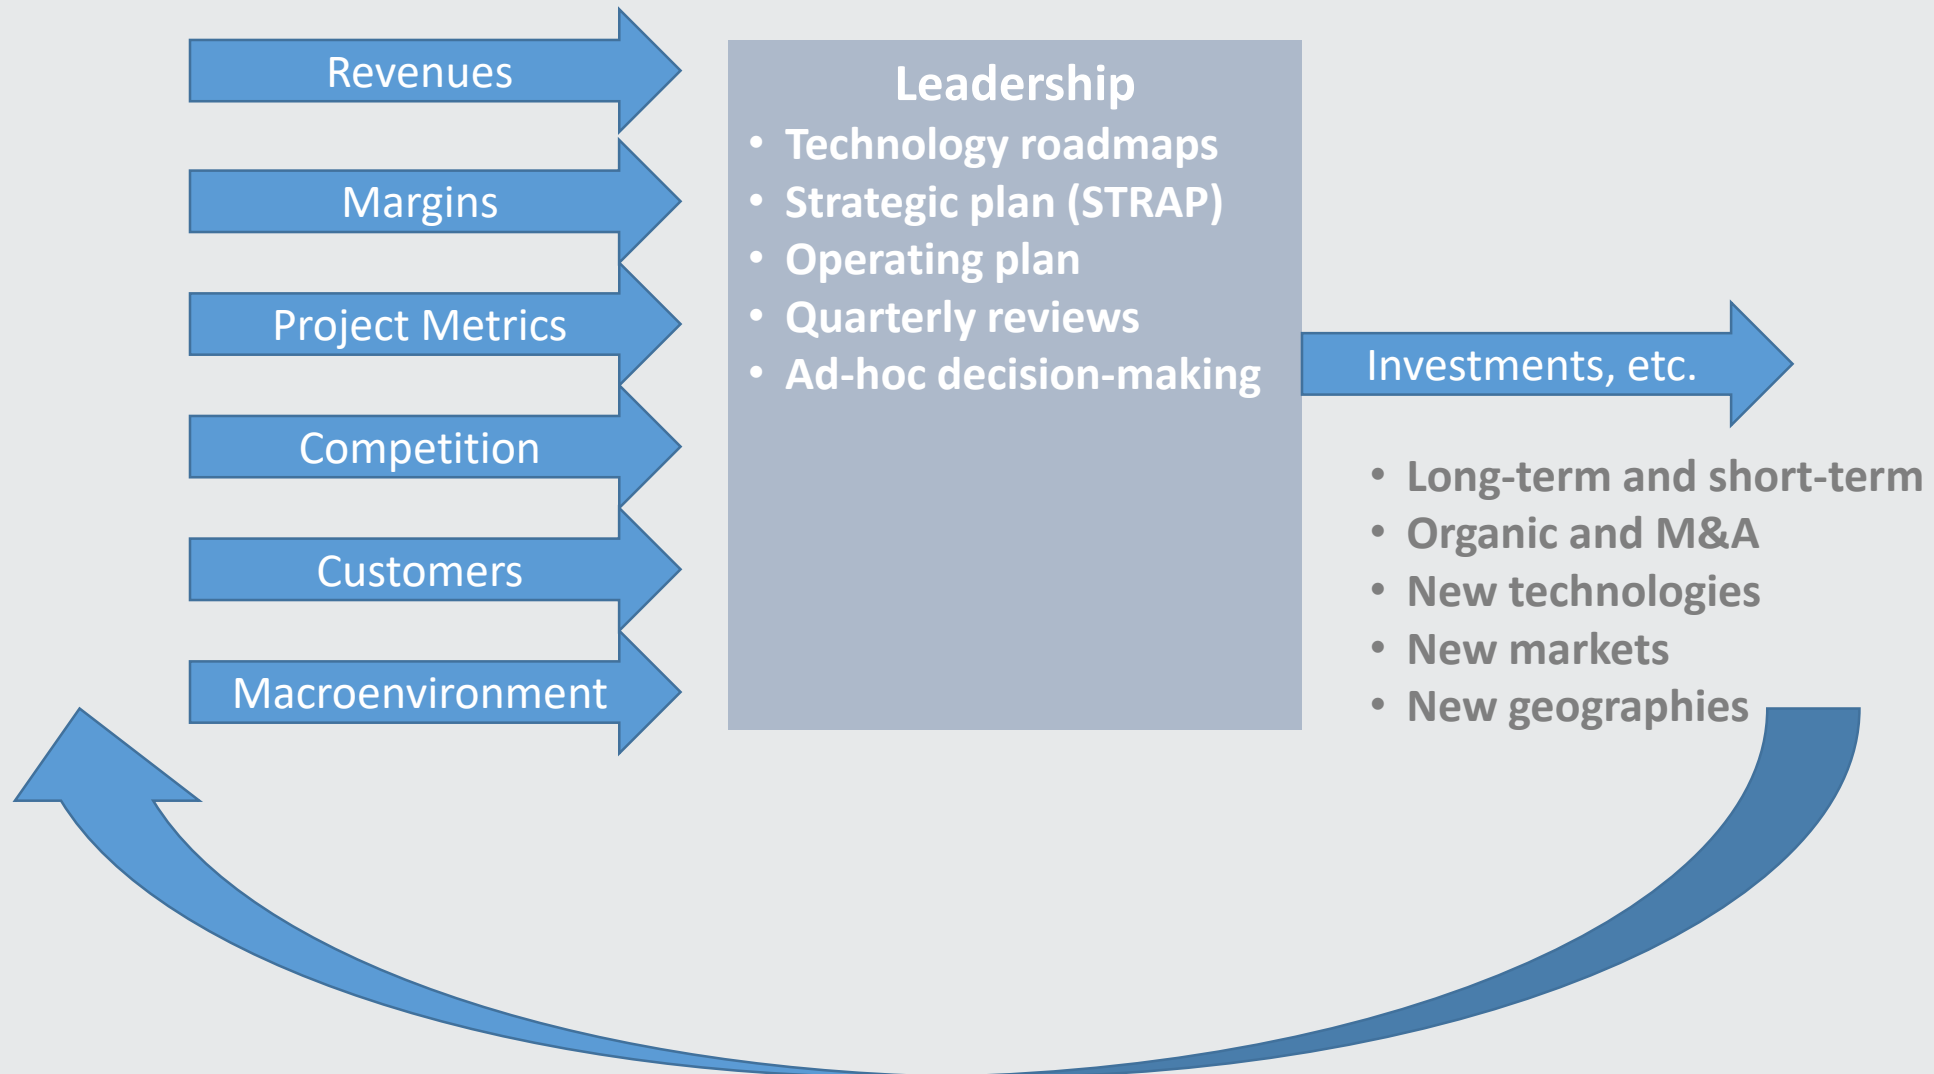 Revenues
Margins
Project Metrics
Competition
Customers
Macroenvironment
Leadership
• Technology roadmaps
• Strategic plan (STRAP)
• Operating plan
• Quarterly reviews
• Ad-hoc decision-making
Investments, etc.
• Long-term and short-term
• Organic and M&A
• New technologies
• New markets
• New geographies